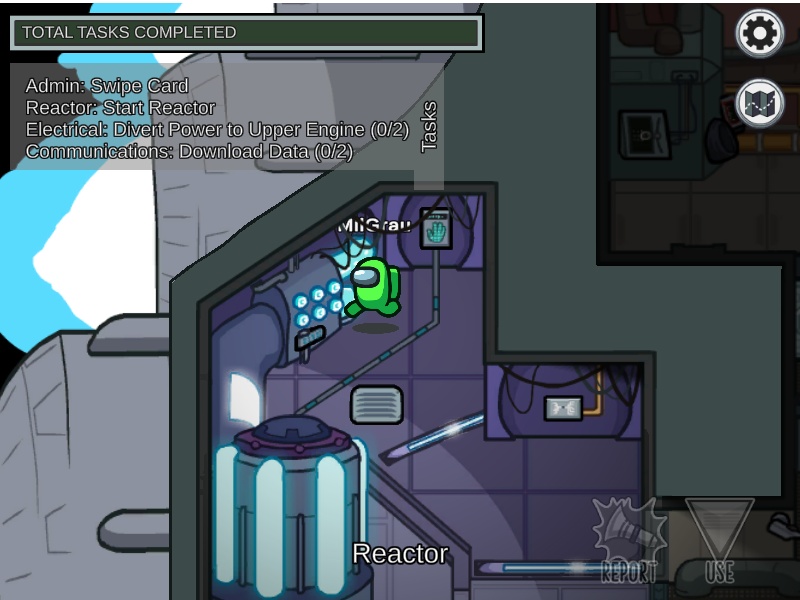 TOTAL TASKS COMPLETED
Admin: Swipe Card
Reactor: Start Reactor
Electrical: Divert Power to Upper Engine (0/2)
Communications: Download Data (0/2)
Tasks
MilGrau
Reactor
REPORT
USE